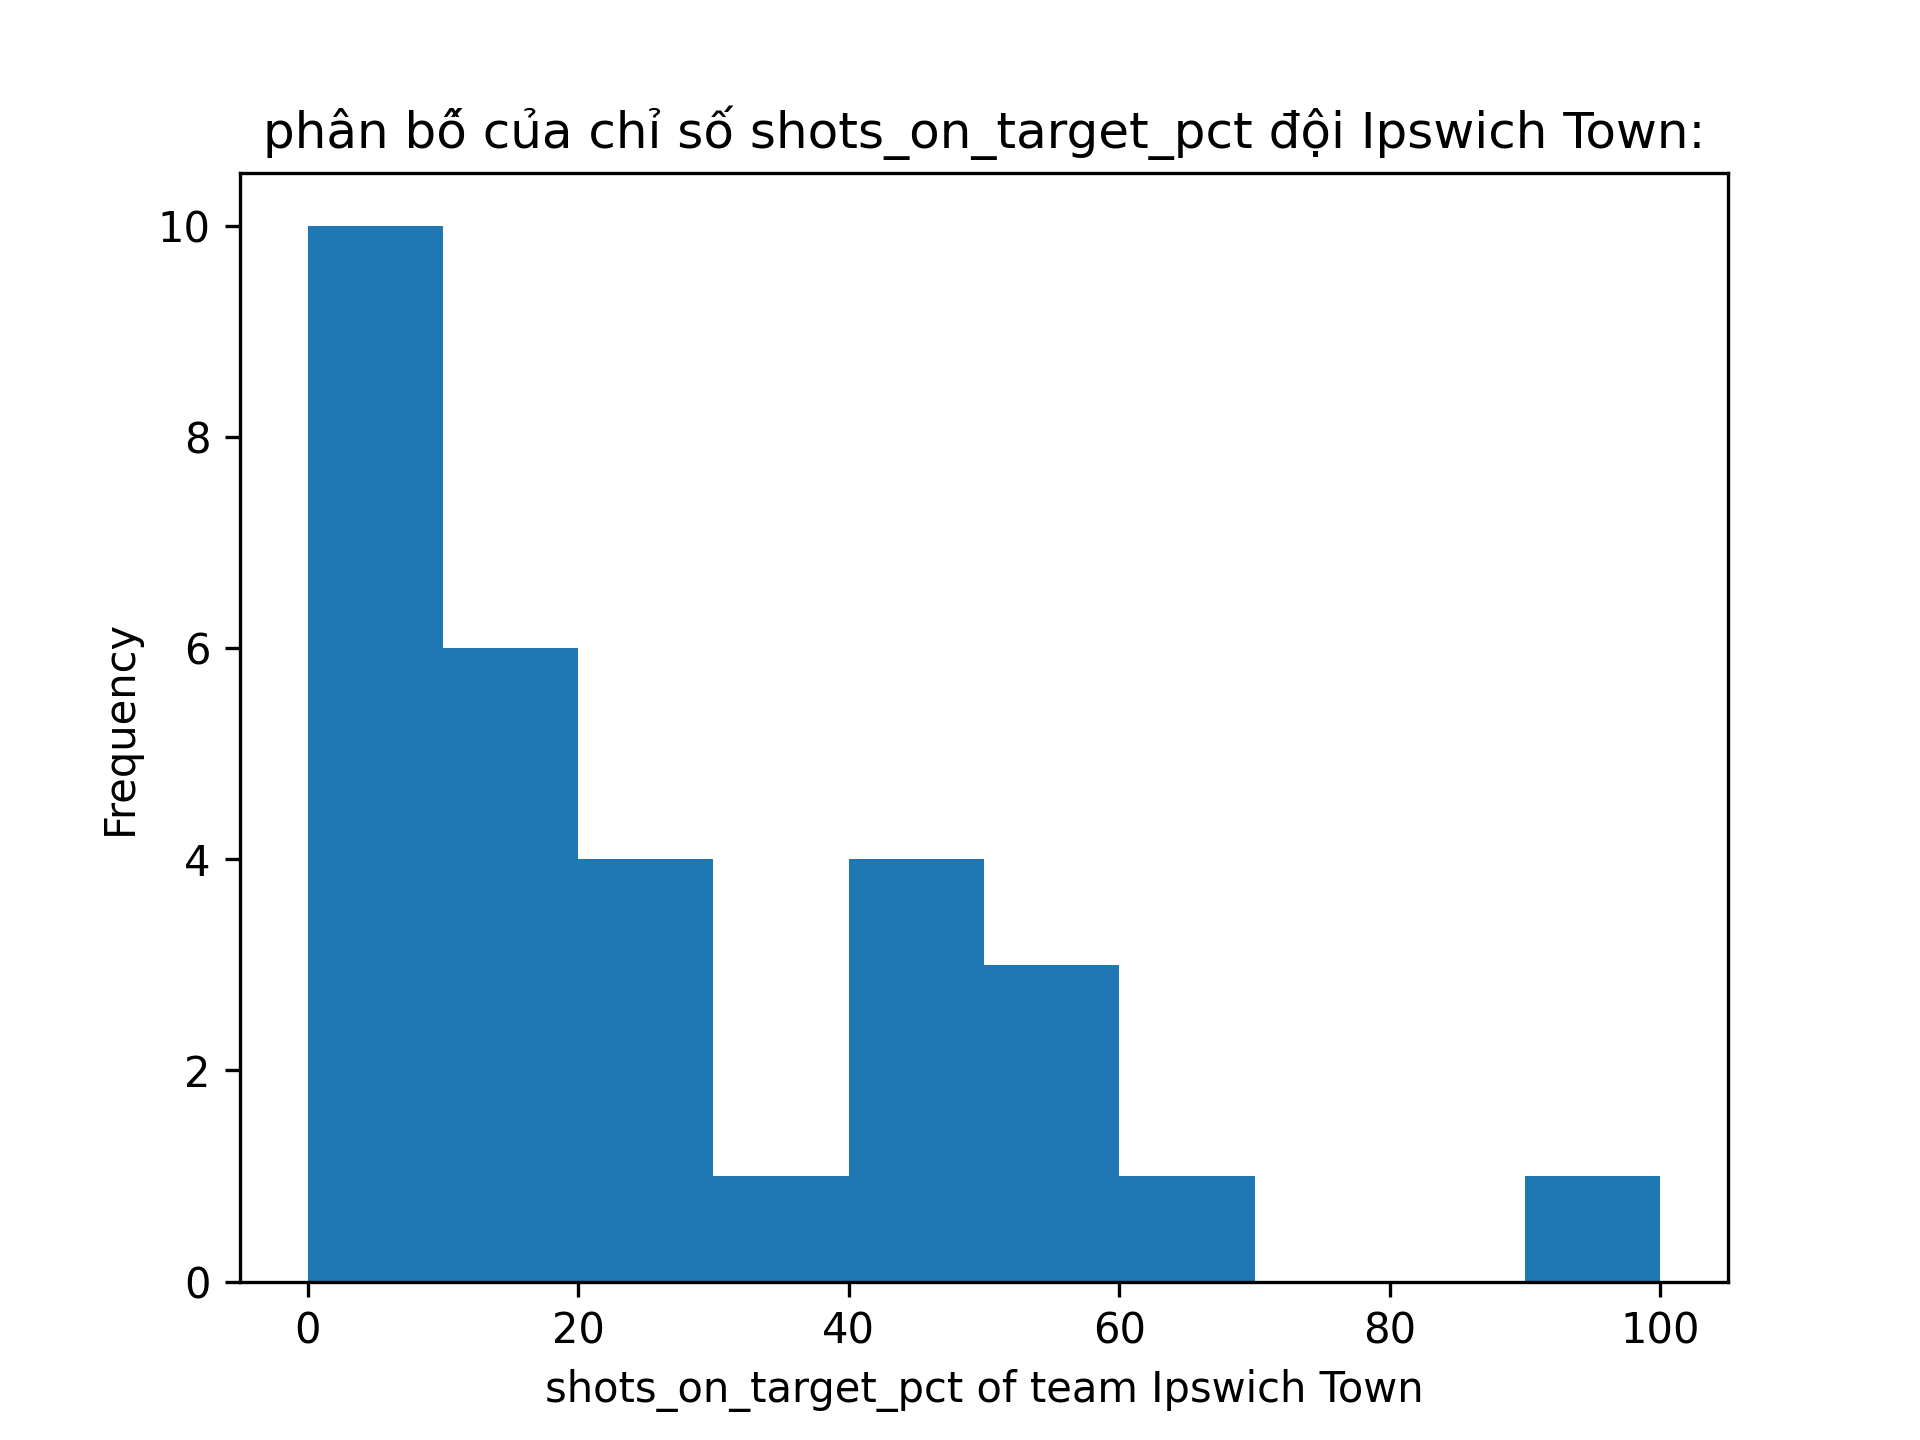 phân bố của chỉ số shots_on_target_pct đội Ipswich Town:
10
8
6
4
2
0
Frequency
0 20 40 60 80 100
shots_on_target_pct of team Ipswich Town